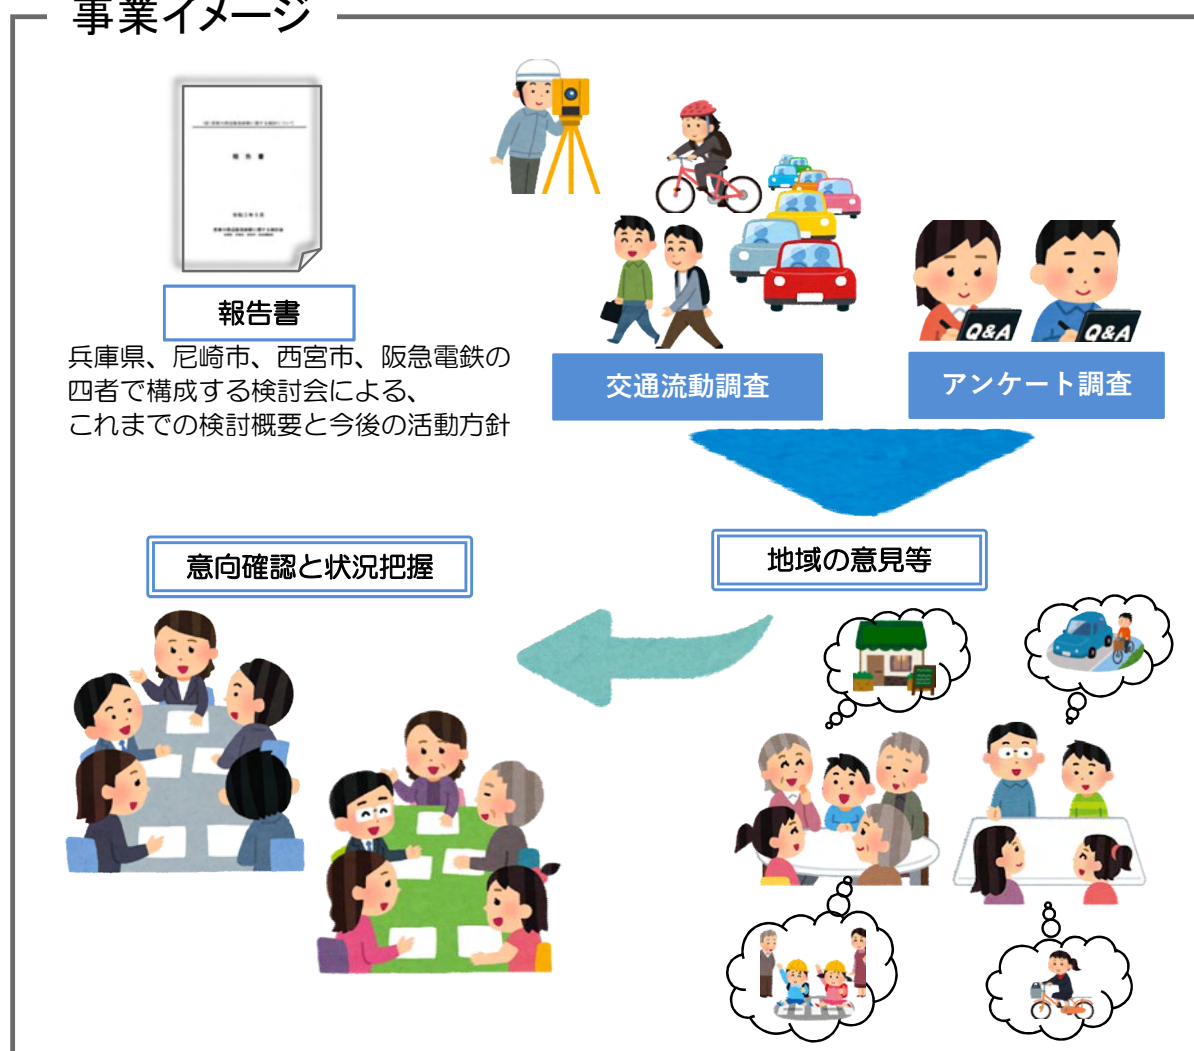 事業イメージ
報 告 書
報告書
兵庫県、尼崎市、西宮市、阪急電鉄の
四者で構成する検討会による、
これまでの検討概要と今後の活動方針
Q&A
Q&A
交通流動調査
アンケート調査
意向確認と状況把握
地域の意見等